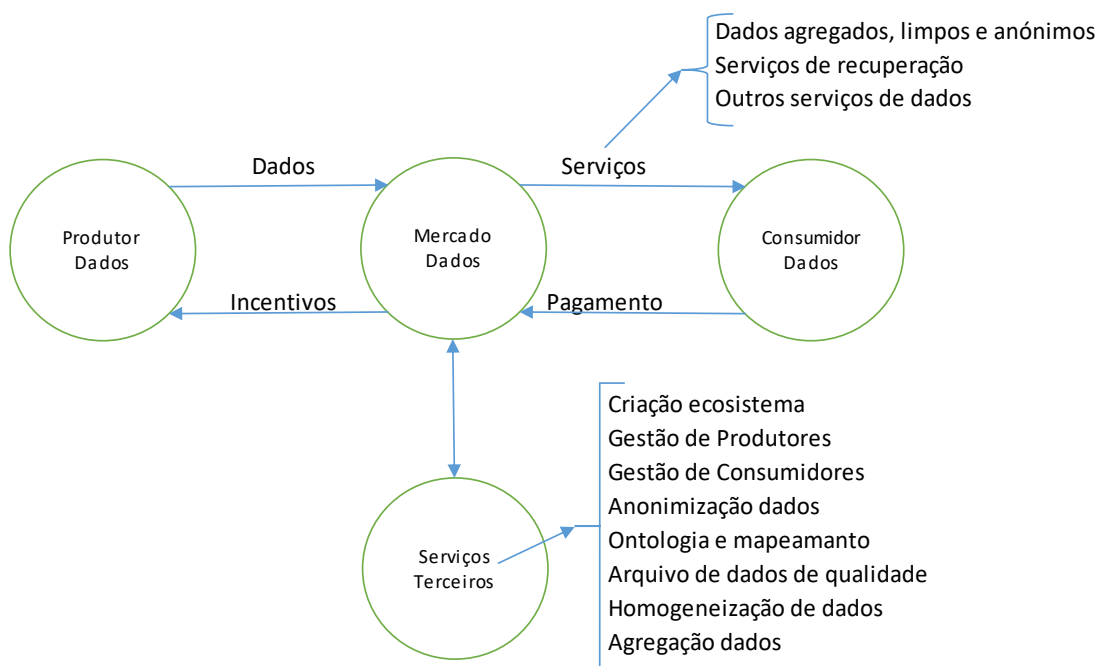 Dados agregados, limpos e anónimos
Serviços de recuperação
Outros serviços de dados
Dados
Serviços
Produtor
Dados
Mercado
Dados
Consumidor
Dados
Incentivos
Pagamento
Criação ecosistema
Gestão de Produtores
Gestão de Consumidores
Anonimização dados
Ontologia e mapeamanto
Arquivo de dados de qualidade
Homogeneização de dados
Agregação dados
Serviços
Terceiros